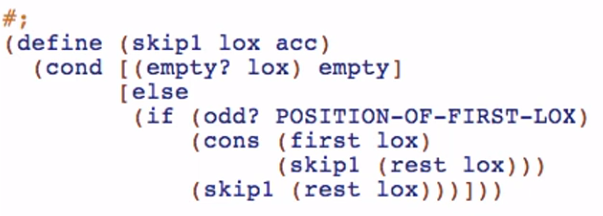 #;
(define (skip1 lox acc)
  (cond [(empty? lox) empty]
        [else
         (if (odd? POSITION-OF-FIRST-LOX)
             (cons (first lox)
                   (skip1 (rest lox)))
             (skip1 (rest lox)))]))